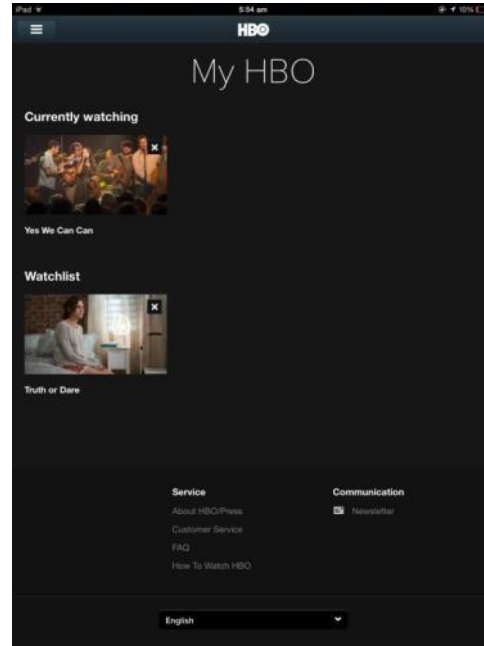 iPad
5:54 am
10%
HBO
My HBO
Currently watching
Yes We Can Can
Watchlist
Truth or Dare
Service
Communication
About HBO/Press
Newsletter
Customer Service
FAQ
How To Watch HBO
English